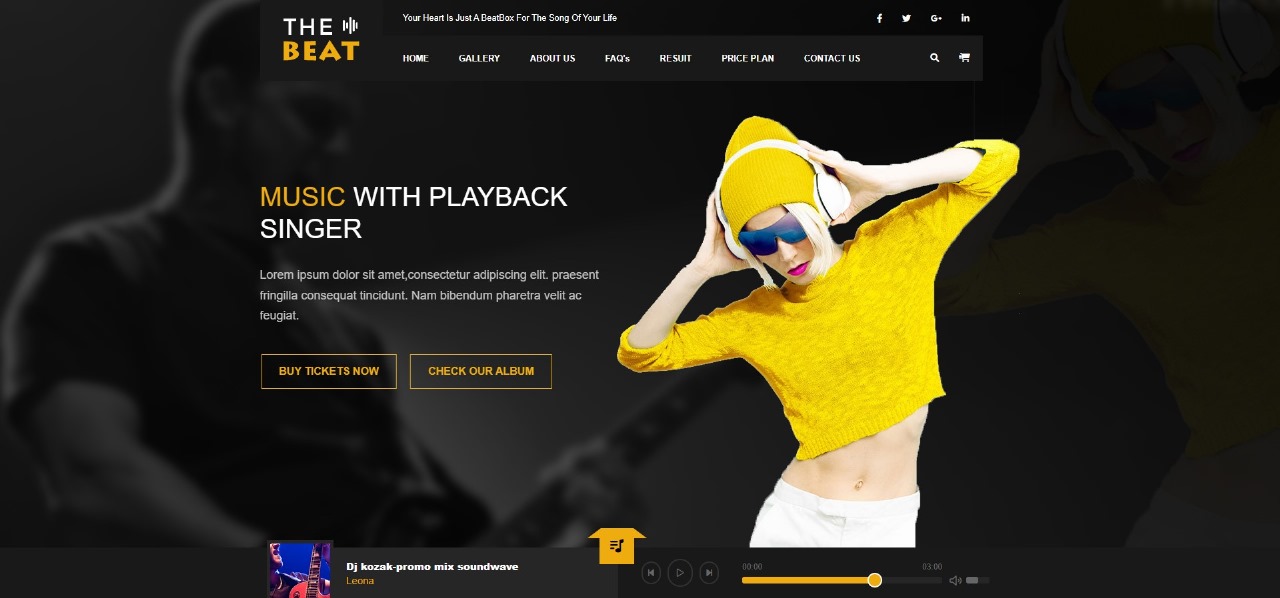 THE
BEAT
Your Heart Is Just A BeatBox For The Song Of Your Life
G+
HOME GALLERY ABOUT US FAQ's RESUIT PRICE PLAN CONTACT US
MUSIC WITH PLAYBACK
SINGER
Lorem ipsum dolor sit amet,consectetur adipiscing elit. praesent
fringilla consequat tincidunt. Nam bibendum pharetra velit ac
feugiat.
BUY TICKETS NOW CHECK OUR ALBUM
Dj kozak-promo mix soundwave
Leona
00:00 03:00